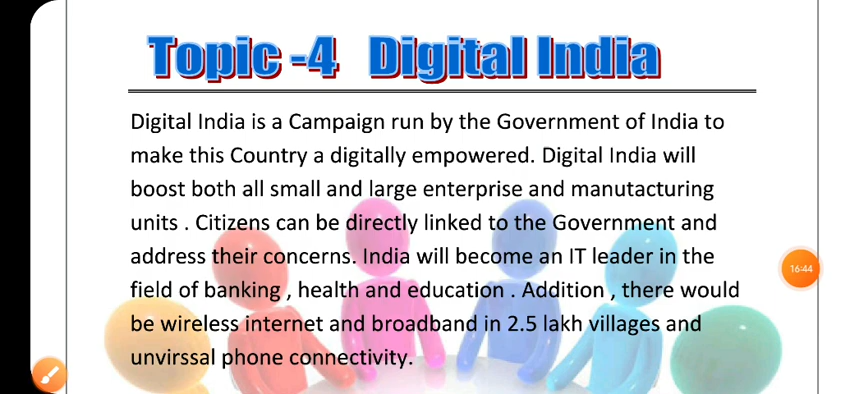 Topic -4 Digital India
Digital India is a Campaign run by the Government of India to
make this Country a digitally empowered. Digital India will
boost both all small and large enterprise and manutacturing
units . Citizens can be directly linked to the Government and
address their concerns. India will become an IT leader in the
field of banking , health and education . Addition , there would
be wireless internet and broadband in 2.5 lakh villages and
unvirssal phone connectivity.
16:44